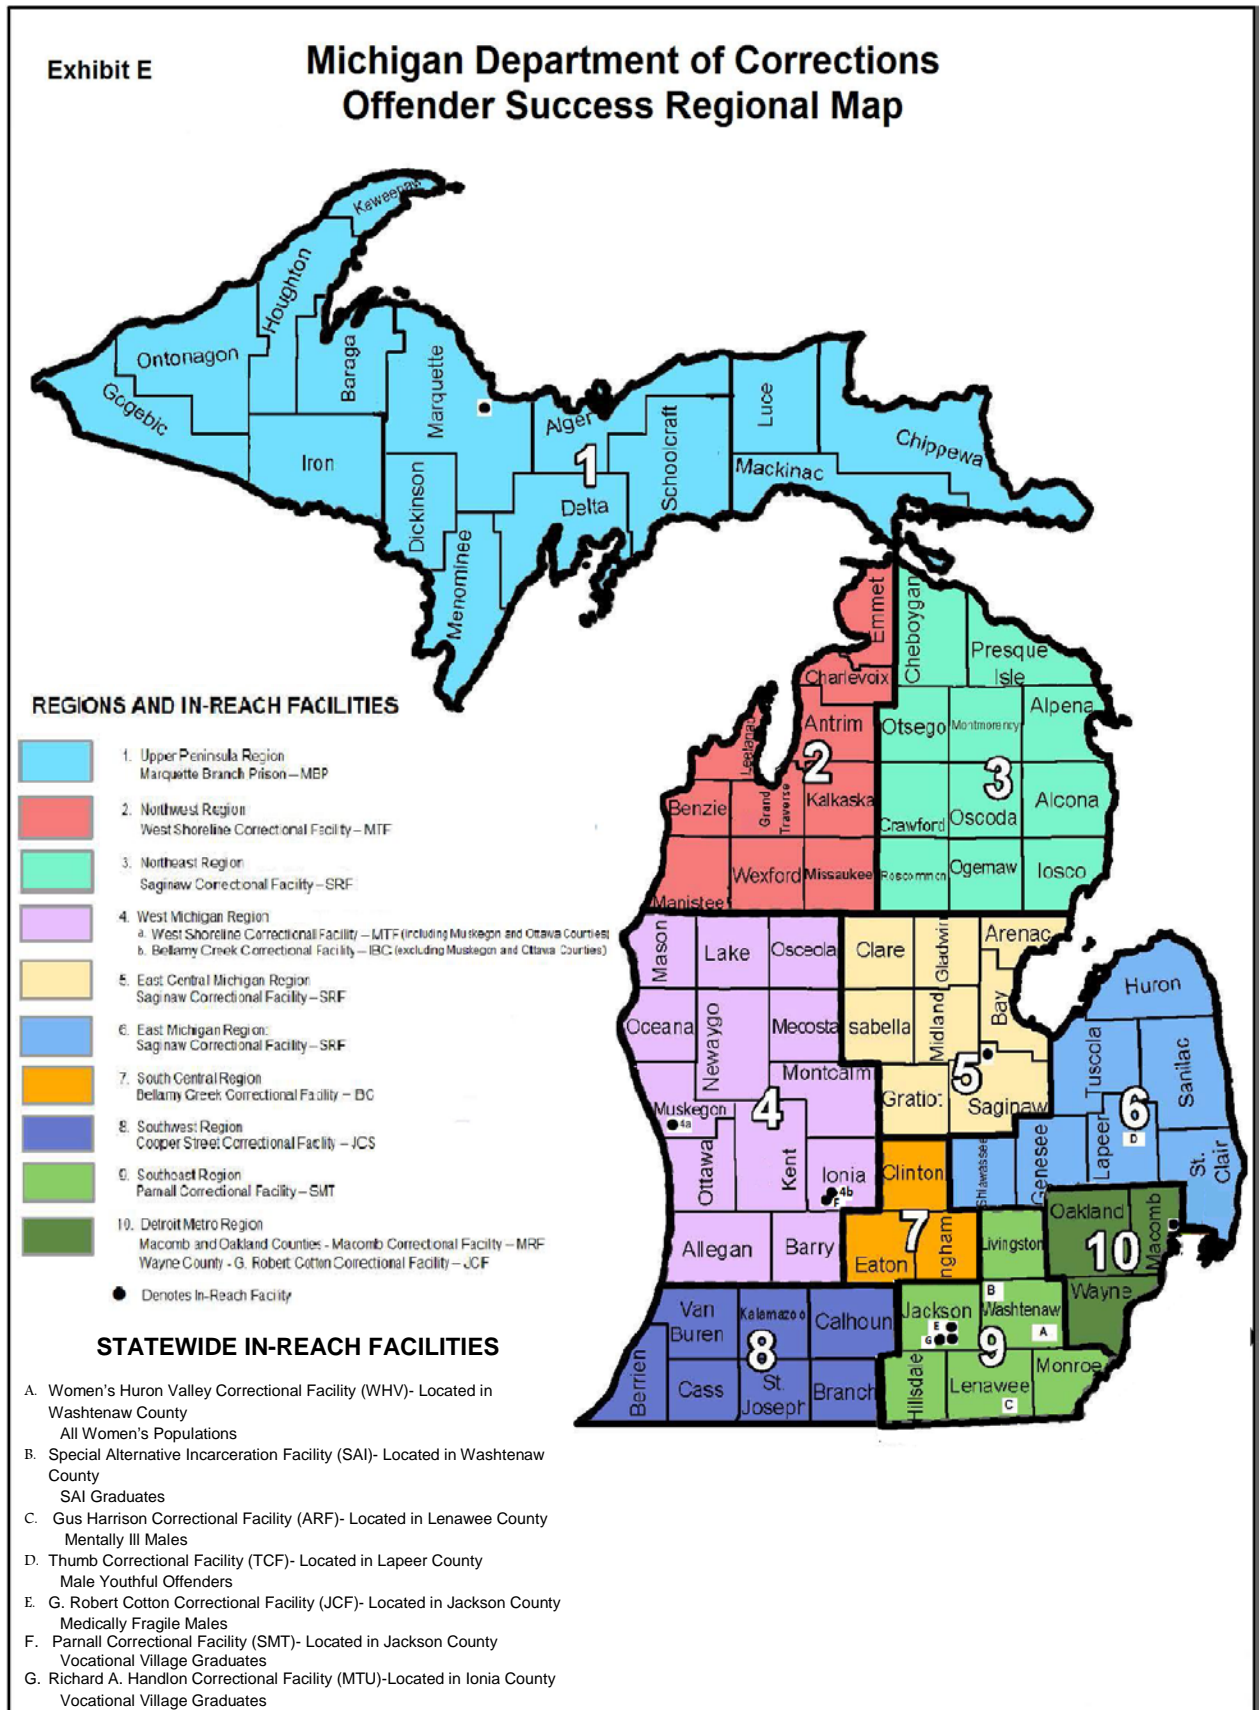 Exhibit E
Michigan Department of Corrections
Offender Success Regional Map
Keweenaw
Houghton
Ontonagon
Gogebic
Baraga
Marquette
Iron
Alger
1
Luce
Schoolcraft
Chippewa
Mackinac
Dickinson
Delta
Menominee
Emmet
Cheboygan
Presque
Isle
Charlevoix
Antrim
Otsego
Montmorency
Alpena
Leelanau
2
3
Benzie
Grand
Traverse
Kalkaska
Crawford
Oscoda
Alcona
Manistee
Wexford
Missaukee
Roscommon
Ogemaw
Iosco
Mason
Lake
Osceola
Clare
Gladwin
Arenac
Huron
Oceana
Newaygo
Mecosta
sabella
Midland
Bay
Tuscola
Sanilac
Montcalm
Gratiot
5
Saginaw
Muskegon
4a
4
6
Lapeer
D
Ottawa
Kent
Ionia
4b
F
Clinton
Shiawassee
Genesee
St.
Clair
Allegan
Barry
Eaton
7
ngham
Livingston
Oakland
Macomb
10
Wayne
Van
Buren
Kalamazoo
Calhoun
Jackson
E
G
B
Washtenaw
A
8
9
Berrien
Cass
St.
Joseph
Branch
Hillsdale
Lenawee
C
Monroe
REGIONS AND IN-REACH FACILITIES
1. Upper Peninsula Region
Marquette Branch Prison – MBP
2. Northwest Region
West Shoreline Correctional Facility – MTF
3. Northeast Region
Saginaw Correctional Facility – SRF
4. West Michigan Region
a. West Shoreline Correctional Facility – MTF (including Muskegon and Ottawa Counties)
b. Bellamy Creek Correctional Facility – IBC (excluding Muskegon and Ottawa Counties)
5. East Central Michigan Region
Saginaw Correctional Facility – SRF
6. East Michigan Region:
Saginaw Correctional Facility – SRF
7. South Central Region
Bellamy Creek Correctional Facility – IBC
8. Southwest Region
Cooper Street Correctional Facility – JCS
9. Southeast Region
Parnall Correctional Facility – SMT
10. Detroit Metro Region
Macomb and Oakland Counties - Macomb Correctional Facility – MRF
Wayne County - G. Robert Cotton Correctional Facility – JCF
Denotes In-Reach Facility
STATEWIDE IN-REACH FACILITIES
A. Women's Huron Valley Correctional Facility (WHV)- Located in
Washtenaw County
All Women's Populations
B. Special Alternative Incarceration Facility (SAI)- Located in Washtenaw
County
SAI Graduates
C. Gus Harrison Correctional Facility (ARF)- Located in Lenawee County
Mentally Ill Males
D. Thumb Correctional Facility (TCF)- Located in Lapeer County
Male Youthful Offenders
E. G. Robert Cotton Correctional Facility (JCF)- Located in Jackson County
Medically Fragile Males
F. Parnall Correctional Facility (SMT)- Located in Jackson County
Vocational Village Graduates
G. Richard A. Handlon Correctional Facility (MTU)-Located in Ionia County
Vocational Village Graduates